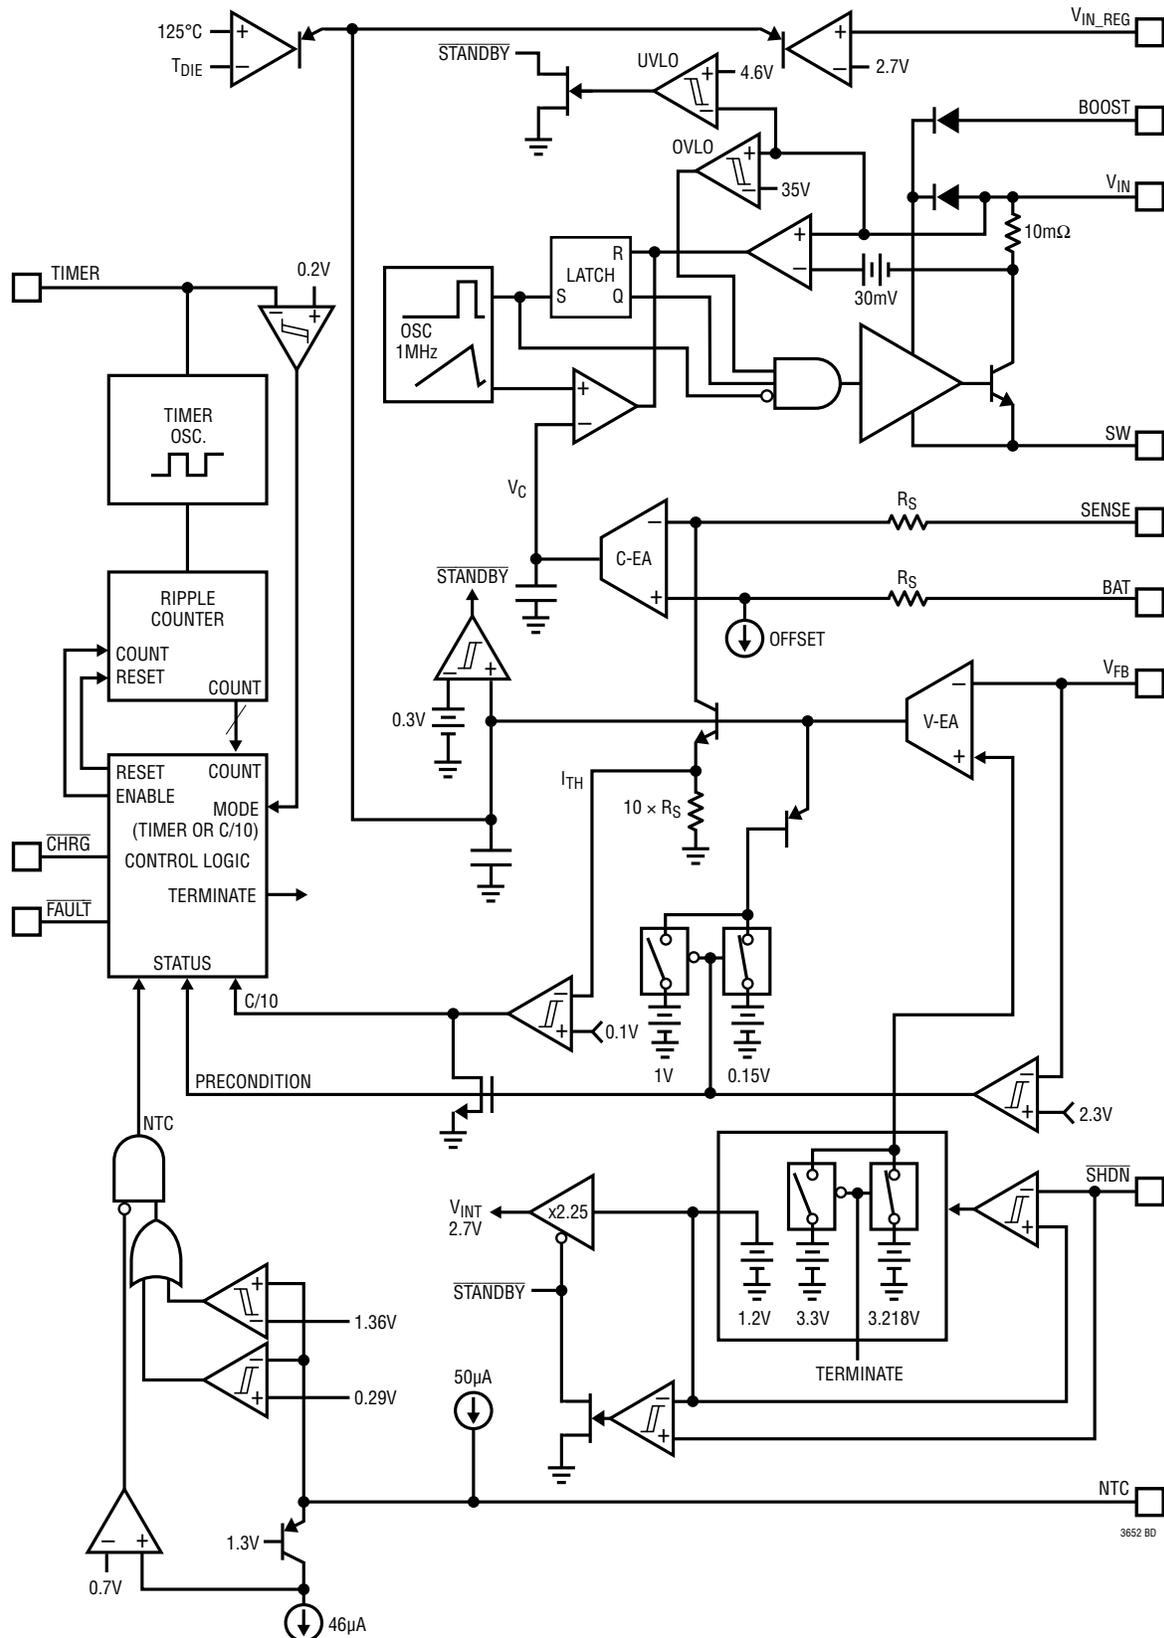 125°C
+
TDIE
–
STANDBY
UVLO
+
4.6V
–
+
VIN_REG
–
2.7V
BOOST
OVLO
+
–
35V
VIN
10mΩ
TIMER
0.2V
–
+
OSC
1MHz
R
LATCH
S
Q
+
–
30mV
TIMER
OSC.
+
–
SW
VC
RS
SENSE
–
C-EA
+
RS
BAT
OFFSET
STANDBY
–
+
0.3V
RIPPLE
COUNTER
COUNT
RESET
COUNT
VFB
–
V-EA
+
RESET
COUNT
ENABLE
MODE
(TIMER OR C/10)
CHRG
CONTROL LOGIC
TERMINATE
FAULT
STATUS
ITH
10 × RS
C/10
–
+
0.1V
1V
0.15V
PRECONDITION
–
+
2.3V
NTC
VINT
2.7V
x2.25
STANDBY
1.2V
3.3V
3.218V
TERMINATE
–
+
SHDN
+
–
1.36V
–
+
0.29V
50µA
–
+
NTC
3652 BD
1.3V
–
+
0.7V
46µA